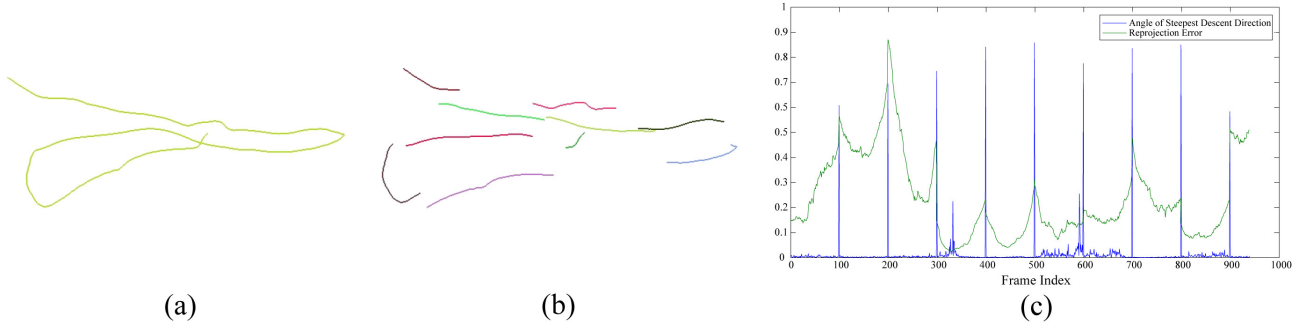 1
0.9
0.8
0.7
0.6
0.5
0.4
0.3
0.2
0.1
0
Angle of Steepest Descent Direction
Reprojection Error
0 100 200 300 400 500 600 700 800 900 1000
Frame Index
(a) (b) (c)